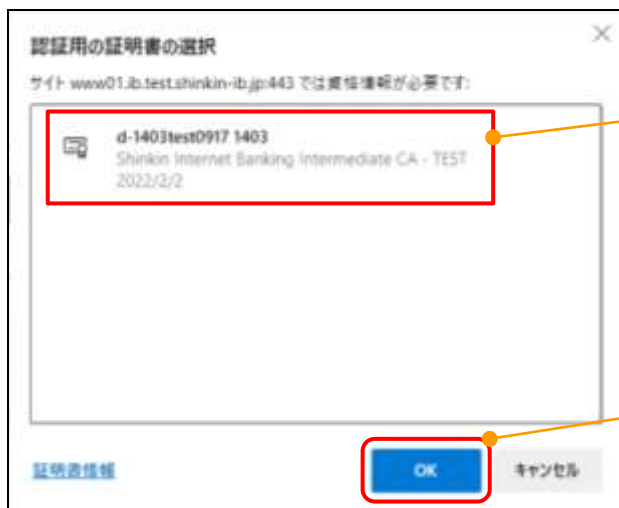 認証用の証明書の選択
サイト www01.ib.test.shinkin-ib.jp:443 では資格情報が必要です:
d-1403test0917 1403
Shinkin Internet Banking Intermediate CA - TEST
2022/2/2
証明書情報
OK
キャンセル